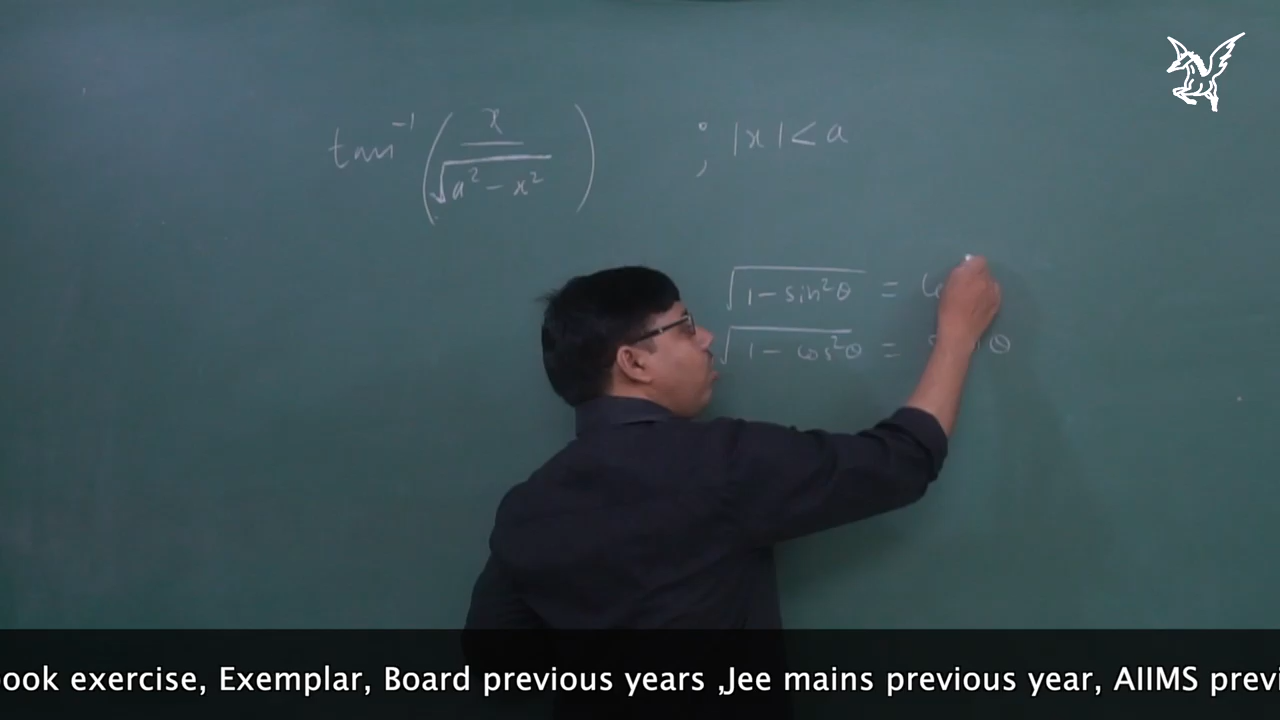 tan⁻¹ (x / √(a² − x²)) ; |x| < a
√(1 − sin²θ) =
√(1 − cos²θ) = θ
ook exercise, Exemplar, Board previous years ,Jee mains previous year, AIIMS previ